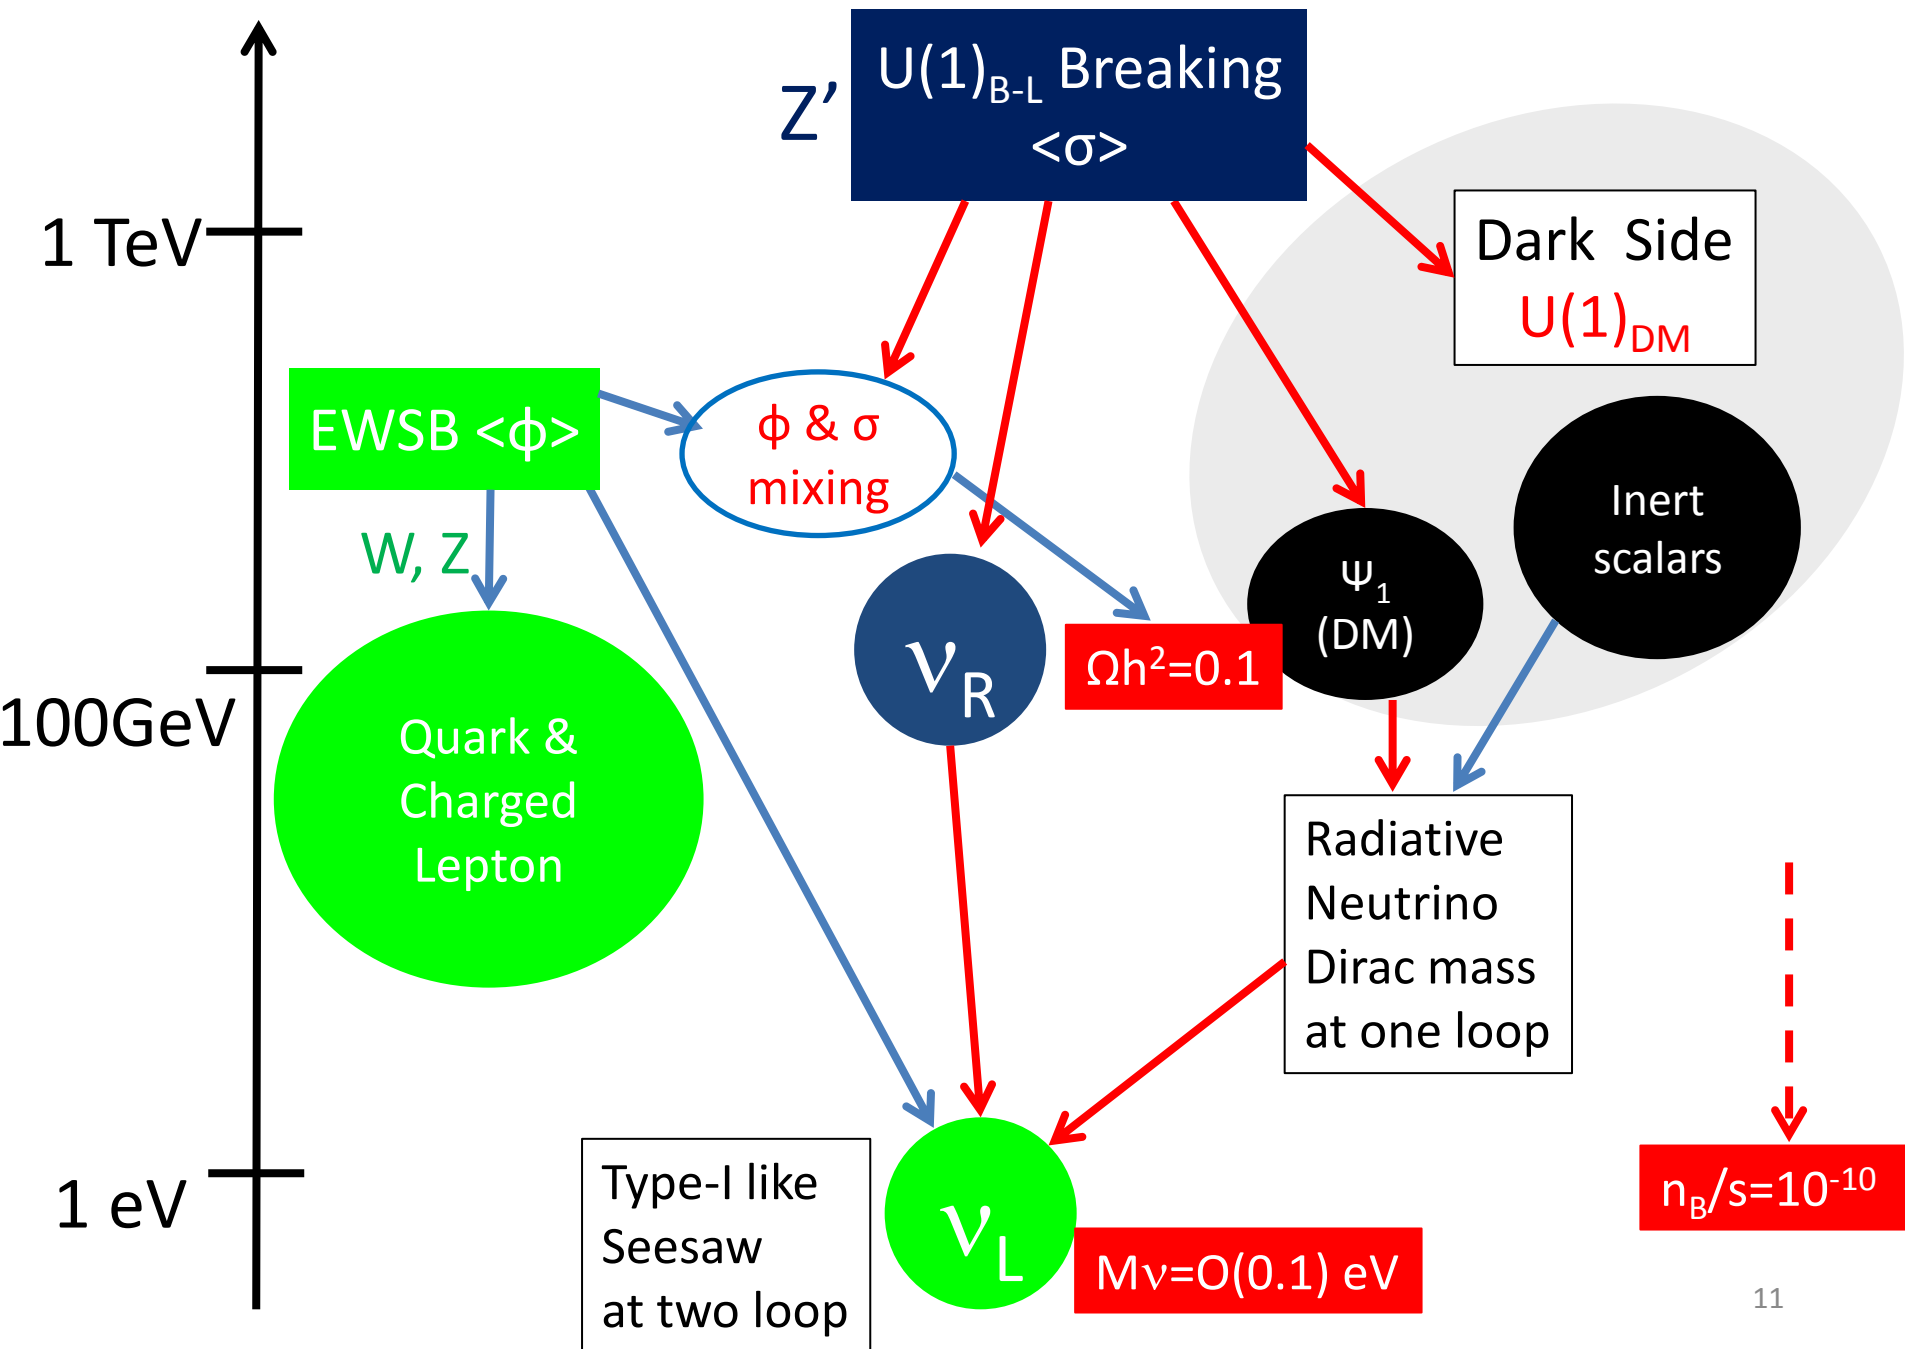 U(1)B-L Breaking
<σ>
Z’
1 TeV
Dark Side
U(1)DM
EWSB <ϕ>
ϕ & σ
mixing
Inert
scalars
W, Z
Ψ1
(DM)
νR
Ωh²=0.1
100GeV
Quark &
Charged
Lepton
Radiative
Neutrino
Dirac mass
at one loop
1 eV
Type-I like
Seesaw
at two loop
νL
Mν=O(0.1) eV
nB/s=10⁻¹⁰
11